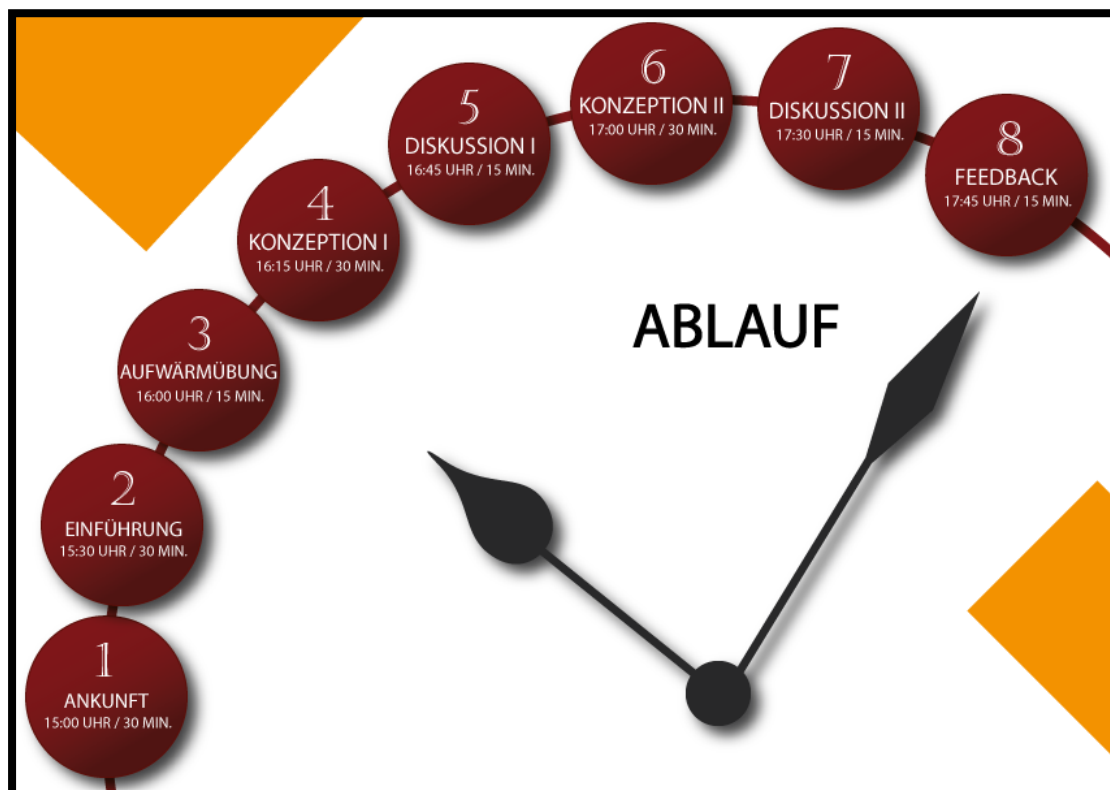 ABLAUF
1
ANKUNFT
15:00 UHR / 30 MIN.
2
EINFÜHRUNG
15:30 UHR / 30 MIN.
3
AUFWÄRMÜBUNG
16:00 UHR / 15 MIN.
4
KONZEPTION I
16:15 UHR / 30 MIN.
5
DISKUSSION I
16:45 UHR / 15 MIN.
6
KONZEPTION II
17:00 UHR / 30 MIN.
7
DISKUSSION II
17:30 UHR / 15 MIN.
8
FEEDBACK
17:45 UHR / 15 MIN.